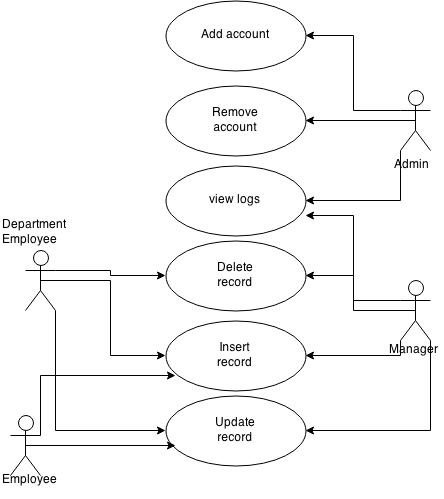 Add account
Remove
account
Admin
view logs
Department
Employee
Delete
record
Insert
record
Manager
Update
record
Employee